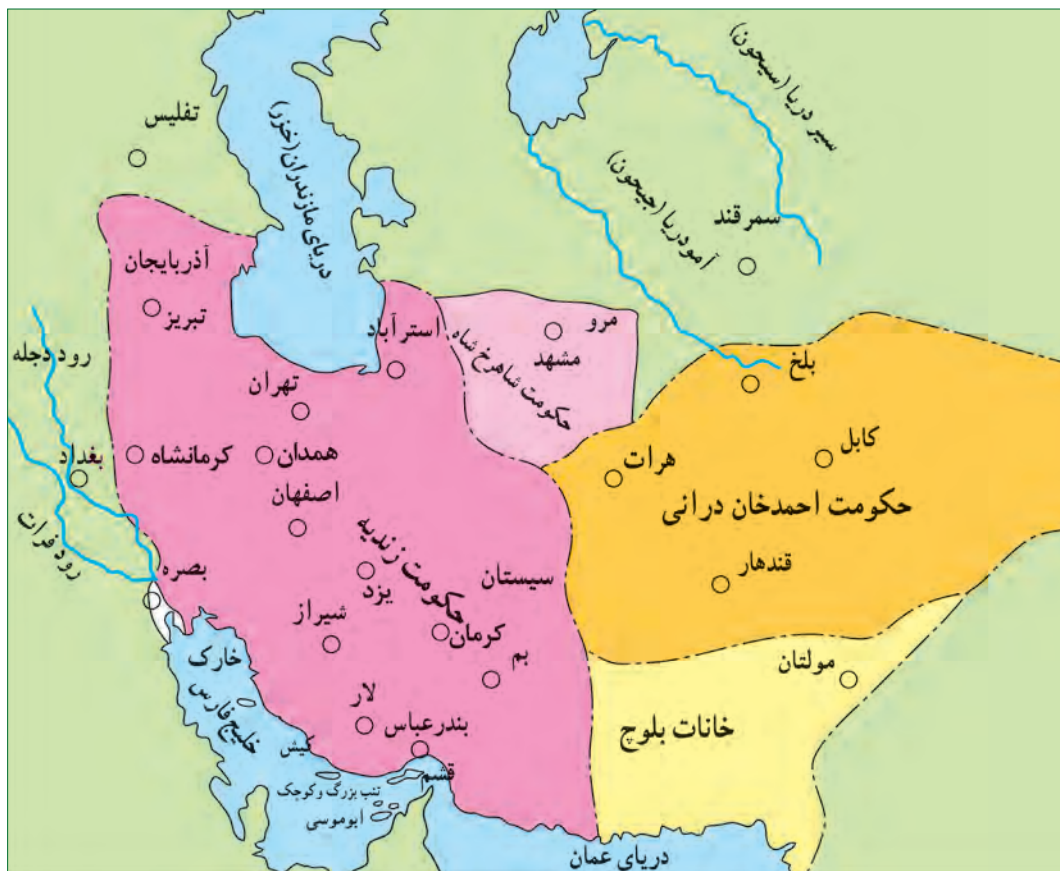 تفلیس
دریای مازندران (خزر)
سیر دریا (سیحون)
آمودریا (جیحون)
سمرقند
آذربایجان
تبریز
استرآباد
مرو
مشهد
حکومت شاهرخ شاه
بلخ
رود دجله
تهران
بغداد
کرمانشاه
همدان
هرات
کابل
اصفهان
حکومت احمدخان درانی
رود فرات
بصره
حکومت زندیه
یزد
سیستان
قندهار
شیراز
کرمان
بم
مولتان
خارک
خلیج فارس
لار
بندرعباس
خانات بلوچ
کیش
قشم
تنب بزرگ و کوچک
ابوموسی
دریای عمان